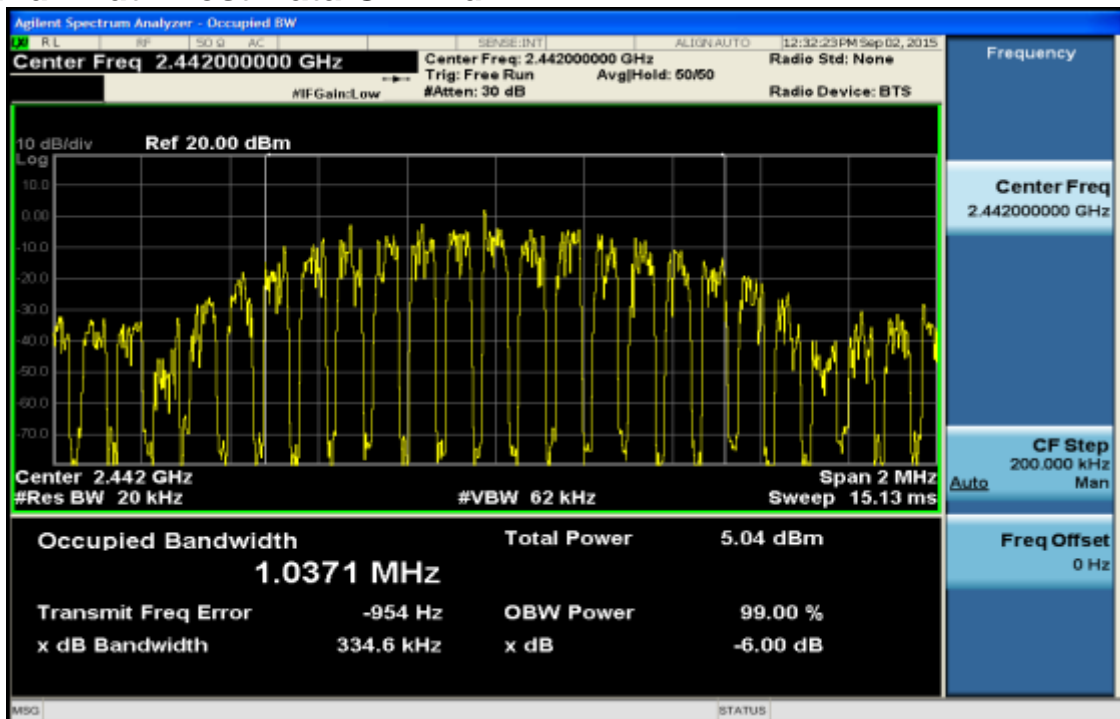 Agilent Spectrum Analyzer - Occupied BW
RL RF 50 Ω AC SENSE:INT ALIGN AUTO 12:32:23 PM Sep 02, 2015
Center Freq 2.442000000 GHz
Center Freq: 2.442000000 GHz
Radio Std: None
Trig: Free Run Avg|Hold: 50/50
#IFGain:Low
#Atten: 30 dB
Radio Device: BTS
Frequency
10 dB/div Ref 20.00 dBm
Log
10.0
0.00
-10.0
-20.0
-30.0
-40.0
-50.0
-60.0
-70.0
Center Freq
2.442000000 GHz
CF Step
200.000 kHz
Auto Man
Freq Offset
0 Hz
Center 2.442 GHz Span 2 MHz
#Res BW 20 kHz #VBW 62 kHz Sweep 15.13 ms
Occupied Bandwidth Total Power 5.04 dBm
1.0371 MHz
Transmit Freq Error -954 Hz OBW Power 99.00 %
x dB Bandwidth 334.6 kHz x dB -6.00 dB
MSG STATUS